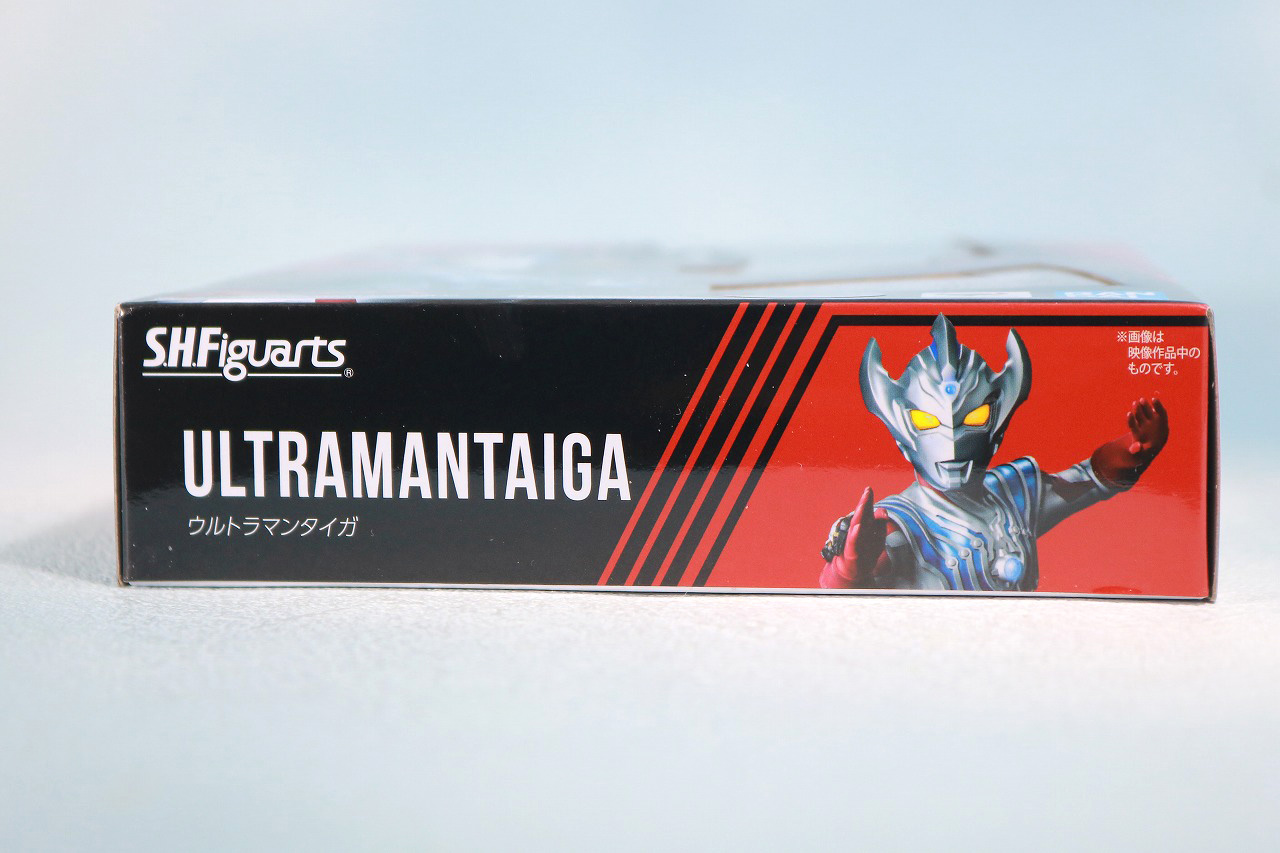 S.H.Figuarts®
ULTRAMANTAIGA
ウルトラマンタイガ
※画像は
映像作品中の
ものです。